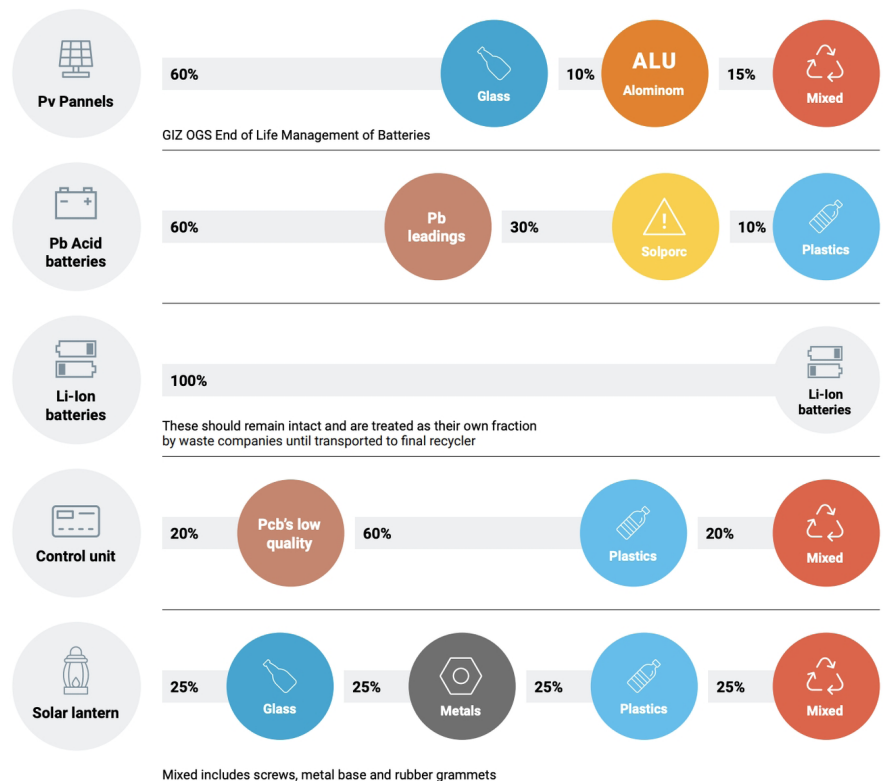 Pv Pannels
60%
Glass
10%
ALU
Alominom
15%
Mixed
GIZ OGS End of Life Management of Batteries
Pb Acid
batteries
60%
Pb
leadings
30%
!
Solporc
10%
Plastics
Li-Ion
batteries
100%
Li-Ion
batteries
These should remain intact and are treated as their own fraction
by waste companies until transported to final recycler
Control unit
20%
Pcb's low
quality
60%
Plastics
20%
Mixed
Solar lantern
25%
Glass
25%
Metals
25%
Plastics
25%
Mixed
Mixed includes screws, metal base and rubber grammets